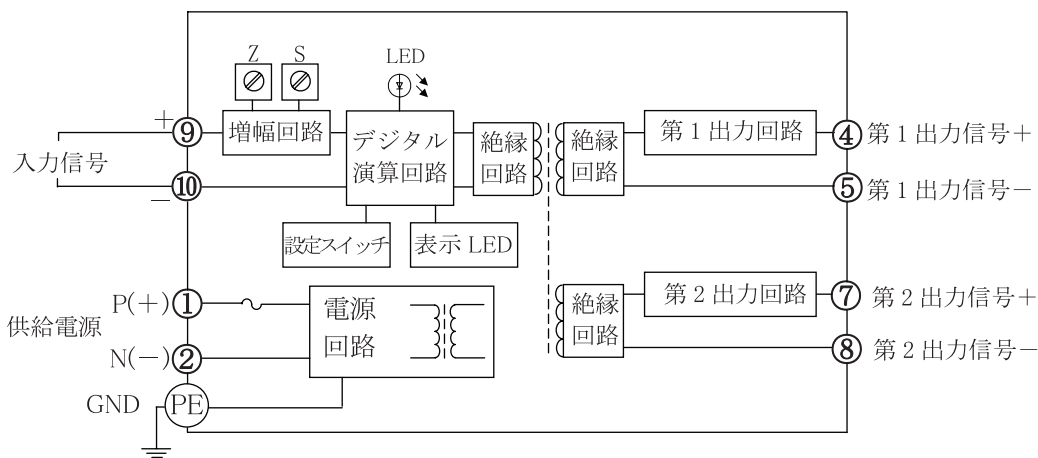 Z
S
LED
増幅回路
デジタル
演算回路
絶縁
回路
絶縁
回路
第1出力回路
④ 第1出力信号+
⑤ 第1出力信号-
+
⑨
入力信号
⑩
-
設定スイッチ
表示 LED
P(+) ①
供給電源
N(-) ②
GND
PE
電源
回路
絶縁
回路
第2出力回路
⑦ 第2出力信号+
⑧ 第2出力信号-